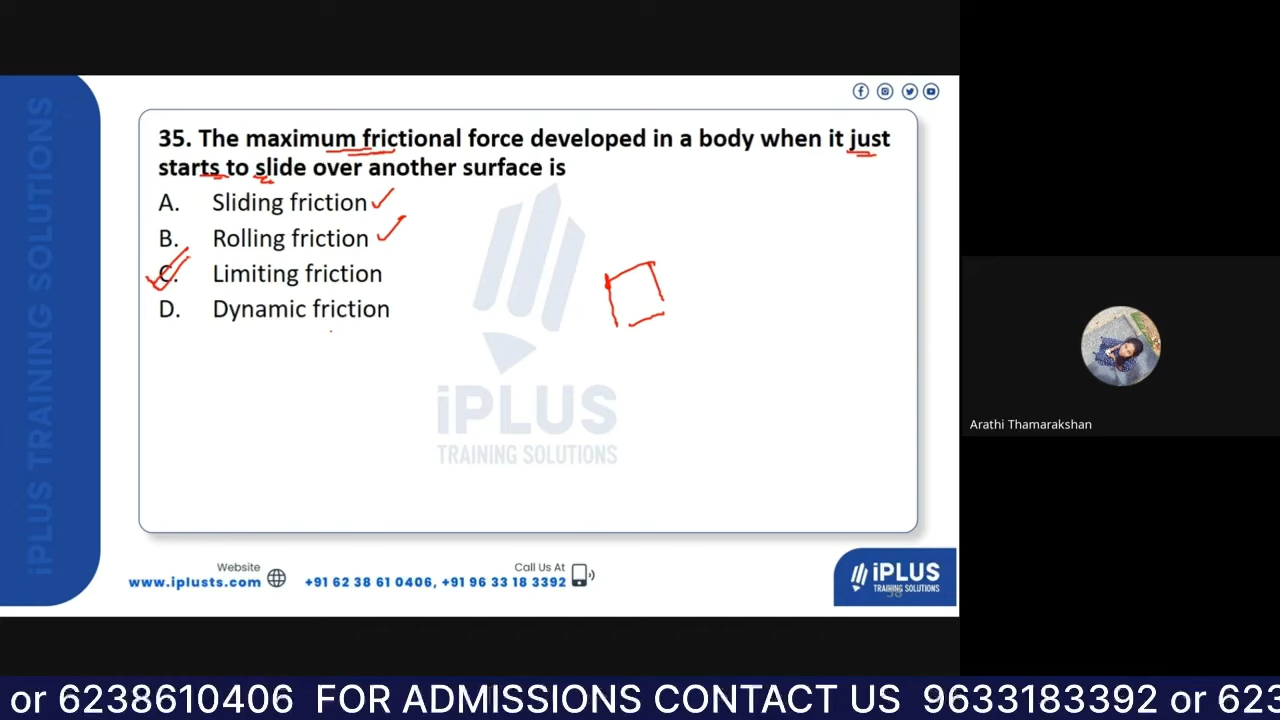 35. The maximum frictional force developed in a body when it just
starts to slide over another surface is
A. Sliding friction
B. Rolling friction
C. Limiting friction
D. Dynamic friction
iPLUS
TRAINING SOLUTIONS
IPLUS TRAINING SOLUTIONS
Arathi Thamarakshan
Website
www.iplusts.com
Call Us At
+91 62 38 61 0406, +91 96 33 18 3392
iPLUS
TRAINING SOLUTIONS
or 6238610406 FOR ADMISSIONS CONTACT US 9633183392 or 623